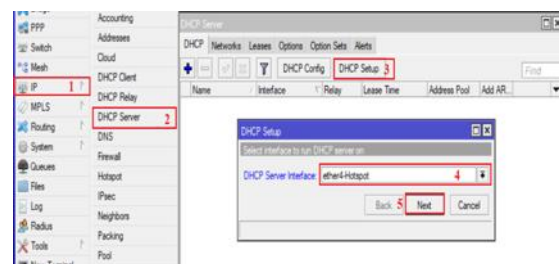 PPP
Switch
Mesh
IP 1
MPLS
Routing
System
Queues
Files
Log
Radius
Tools
New Terminal
Accounting
Addresses
Cloud
DHCP Client
DHCP Relay
DHCP Server 2
DNS
Firewall
Hotspot
IPsec
Neighbors
Packing
Pool
DHCP Server
DHCP Networks Leases Options Option Sets Alerts
DHCP Config DHCP Setup 3 Find
Name Interface Relay Lease Time Address Pool Add AR...
DHCP Setup
Select interface to run DHCP server on
DHCP Server Interface: ether4-Hotspot 4
Back 5 Next Cancel